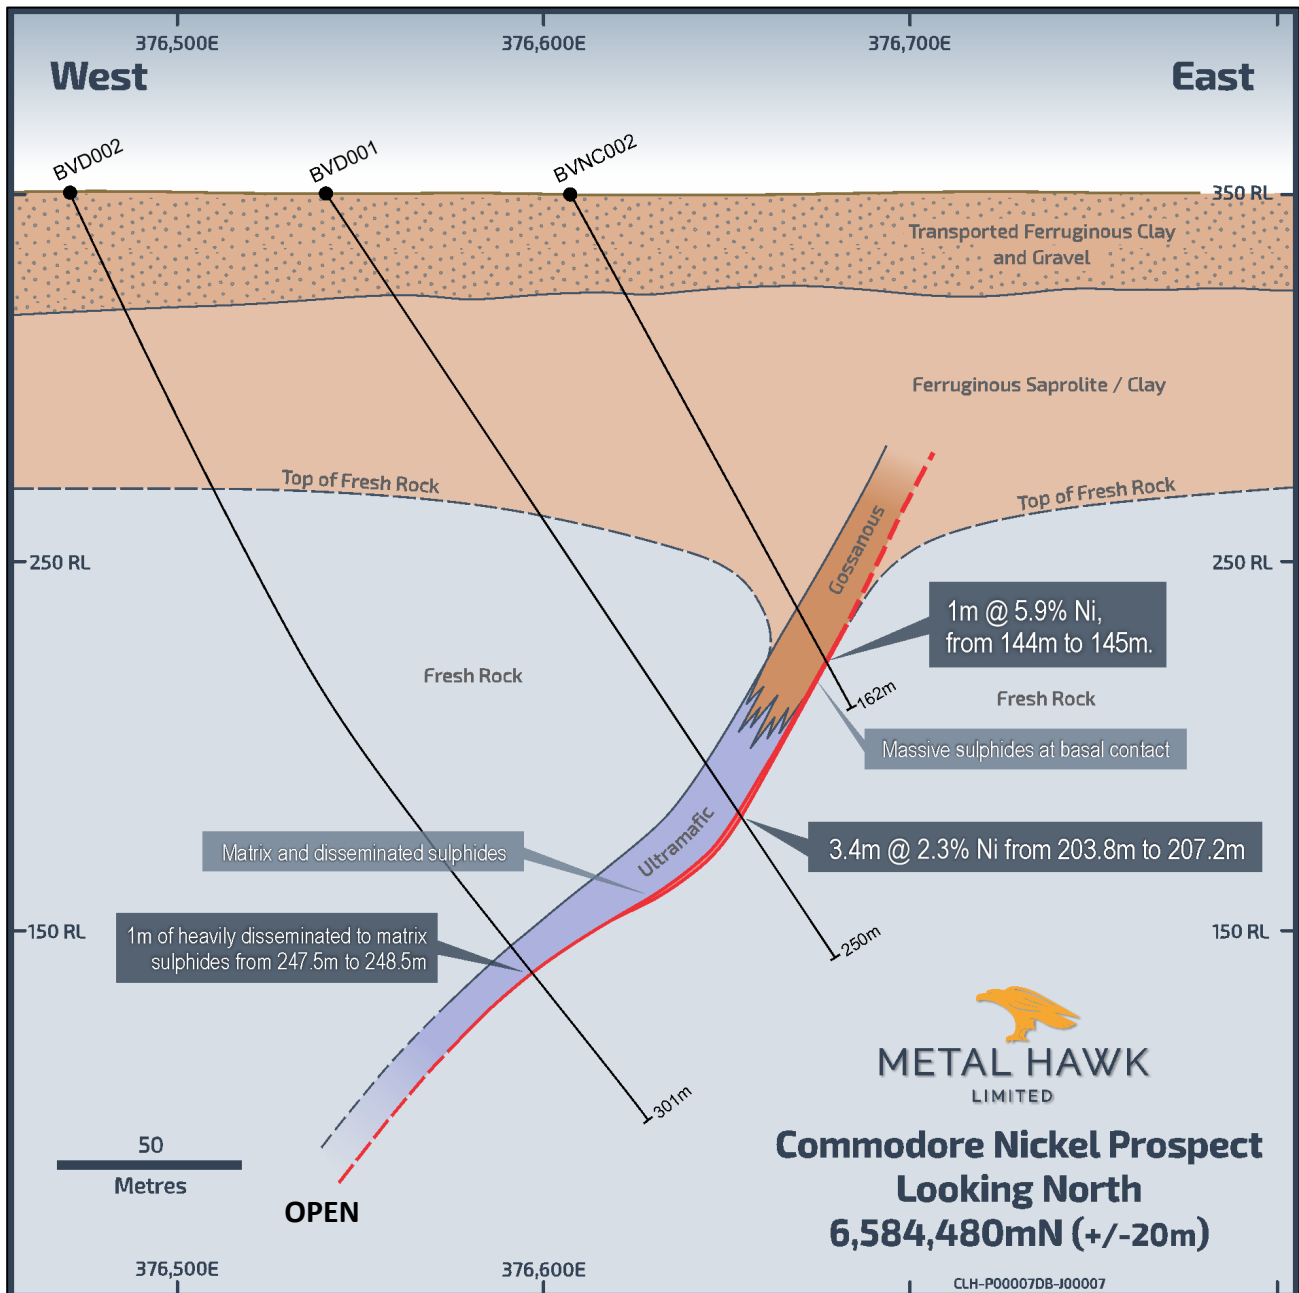 376,500E
376,600E
376,700E
West
East
BVD002
BVD001
BVNC002
350 RL
Transported Ferruginous Clay
and Gravel
Ferruginous Saprolite / Clay
Top of Fresh Rock
Top of Fresh Rock
Gossanous
250 RL
250 RL
1m @ 5.9% Ni,
from 144m to 145m.
Fresh Rock
Fresh Rock
162m
Massive sulphides at basal contact
Ultramafic
Matrix and disseminated sulphides
3.4m @ 2.3% Ni from 203.8m to 207.2m
150 RL
150 RL
1m of heavily disseminated to matrix
sulphides from 247.5m to 248.5m
250m
METAL HAWK
LIMITED
301m
50
Metres
OPEN
Commodore Nickel Prospect
Looking North
6,584,480mN (+/-20m)
376,500E
376,600E
CLH-P00007DB-J00007